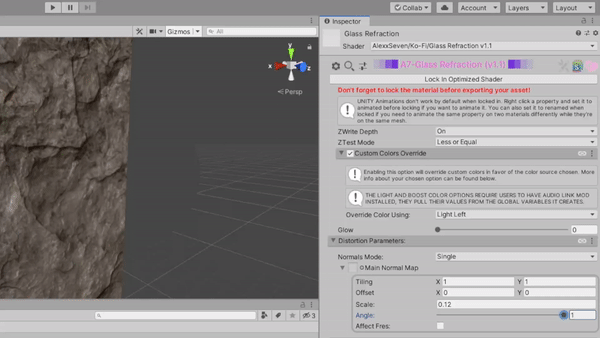 Collab
Account
Layers
Layout
Inspector
Glass Refraction
Shader
AlexxSeven/Ko-Fi/Glass Refraction v1.1
Gizmos
All
A7-Glass Refraction (v1.1)
Lock In Optimized Shader
Don't forget to lock the material before exporting your asset!
UNITY Animations don't work by default when locked in. Right click a property and set it to
animated before locking if you want to animate it. You can also set it to renamed
when locked if you need to animate the same property on two materials differently while they're
on the same mesh.
y
x
z
Persp
ZWrite Depth
On
ZTest Mode
Less or Equal
Custom Colors Override
Enabling this option will override custom colors in favor of the color source chosen. More
info about your chosen option can be found below.
THE LIGHT AND BOOST COLOR OPTIONS REQUIRE USERS TO HAVE AUDIO LINK MOD
INSTALLED, THEY PULL THEIR VALUES FROM THE GLOBAL VARIABLES IT CREATES.
Override Color Using:
Light Left
Glow
0
Distortion Parameters:
Normals Mode:
Single
Main Normal Map
Tiling
X 1
Y 1
Offset
X 0
Y 0
Scale:
0.12
Angle:
1
Affect Fres:
3